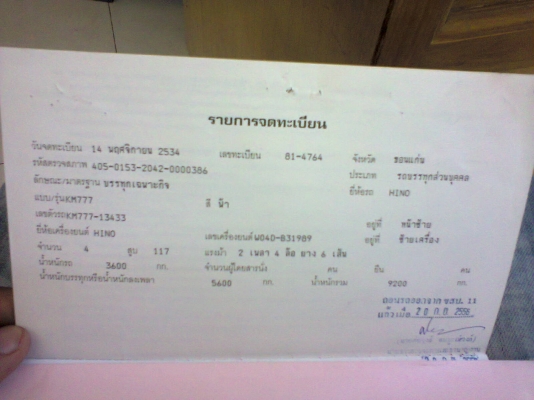 รายการจดทะเบียน
วันจดทะเบียน 14 พฤศจิกายน 2534 เลขทะเบียน 81-4764 จังหวัด ขอนแก่น
รหัสตรวจสภาพ 405-0153-2042-0000386 ประเภท รถบรรทุกส่วนบุคคล
ลักษณะ/มาตรฐาน บรรทุกเฉพาะกิจ ยี่ห้อรถ HINO
แบบ/รุ่น KM777 สี ฟ้า
เลขตัวรถ KM777-13433 อยู่ที่ หน้าซ้าย
ยี่ห้อเครื่องยนต์ HINO เลขเครื่องยนต์ W04D-B31989 อยู่ที่ ซ้ายเครื่อง
จำนวน 4 สูบ 117 แรงม้า 2 เพลา 4 ล้อ ยาง 6 เส้น
น้ำหนักรถ 3600 กก. จำนวนผู้โดยสารนั่ง คน ยืน คน
น้ำหนักบรรทุกหรือน้ำหนักลงเพลา 5600 กก. น้ำหนักรวม 9200 กก.
11
20 ก.ค. 2556